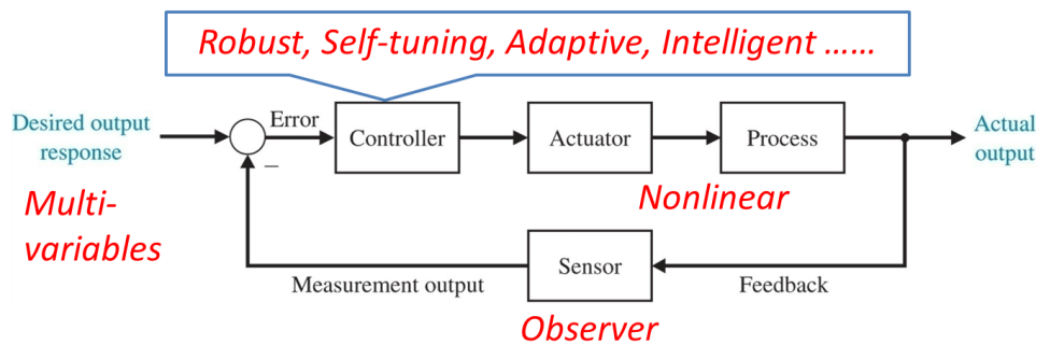 Robust, Self-tuning, Adaptive, Intelligent ......
Desired output
response
Error
Controller
Actuator
Process
Actual
output
−
Multi-
variables
Nonlinear
Sensor
Measurement output
Feedback
Observer